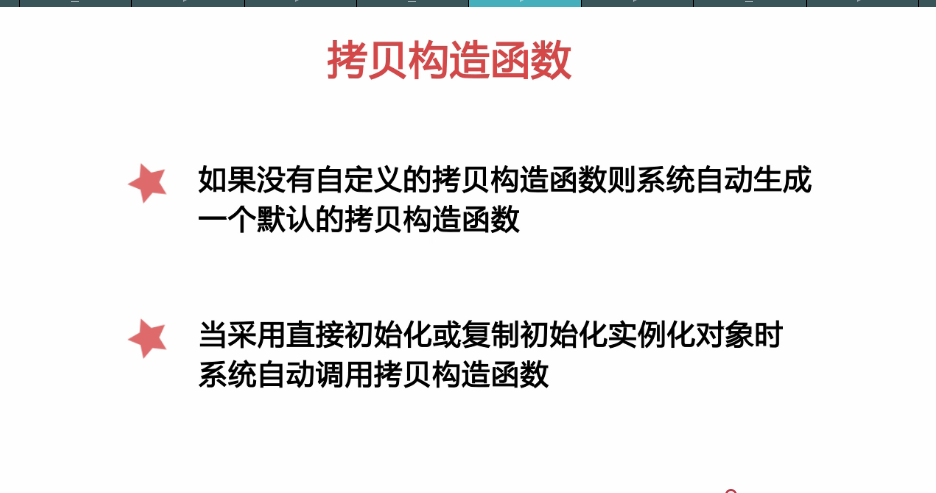 拷贝构造函数
如果没有自定义的拷贝构造函数则系统自动生成
一个默认的拷贝构造函数
当采用直接初始化或复制初始化实例化对象时
系统自动调用拷贝构造函数